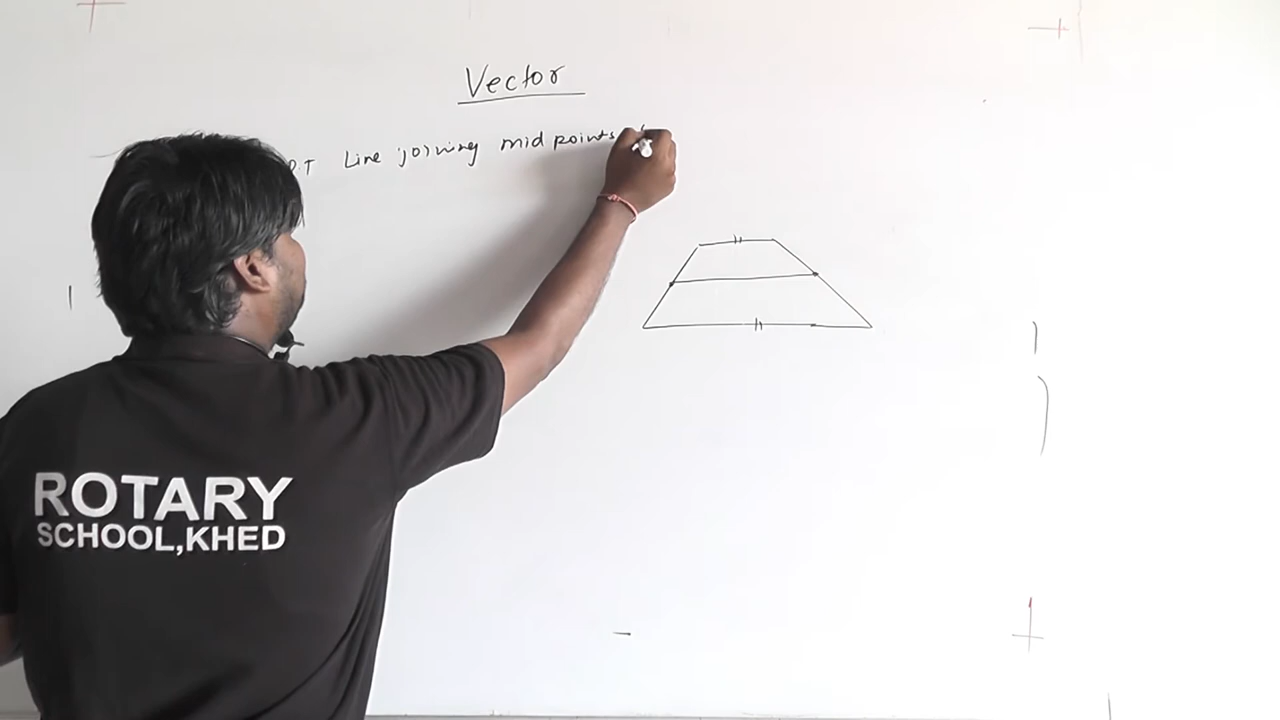 Vector
P.T Line joining mid points
ROTARY
SCHOOL,KHED